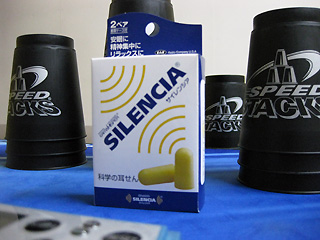 2ペア
安眠に
精神集中に
リラックスに
SILENCIA®
サイレンシア
科学の耳せん
SILENCIA
SPEED
STACKS
SPEED
STACKS